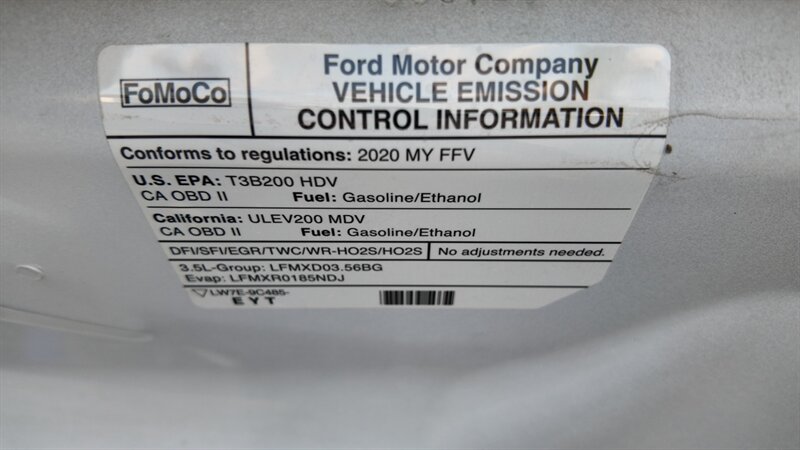 FoMoCo
Ford Motor Company
VEHICLE EMISSION
CONTROL INFORMATION
Conforms to regulations: 2020 MY FFV
U.S. EPA: T3B200 HDV
CA OBD II Fuel: Gasoline/Ethanol
California: ULEV200 MDV
CA OBD II Fuel: Gasoline/Ethanol
DFI/SFI/EGR/TWC/WR-HO2S/HO2S No adjustments needed.
3.5L-Group: LFMXD03.56BG
Evap: LFMXR0185NDJ
LW7E-9C485-
EYT